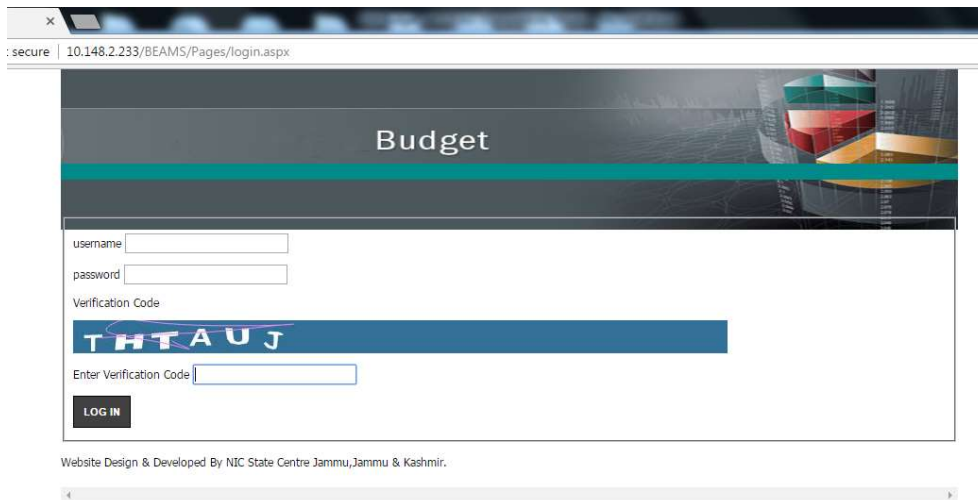 : secure 10.148.2.233/BEAMS/Pages/login.aspx
Budget
username
password
Verification Code
T H T A U J
Enter Verification Code
LOG IN
Website Design & Developed By NIC State Centre Jammu,Jammu & Kashmir.